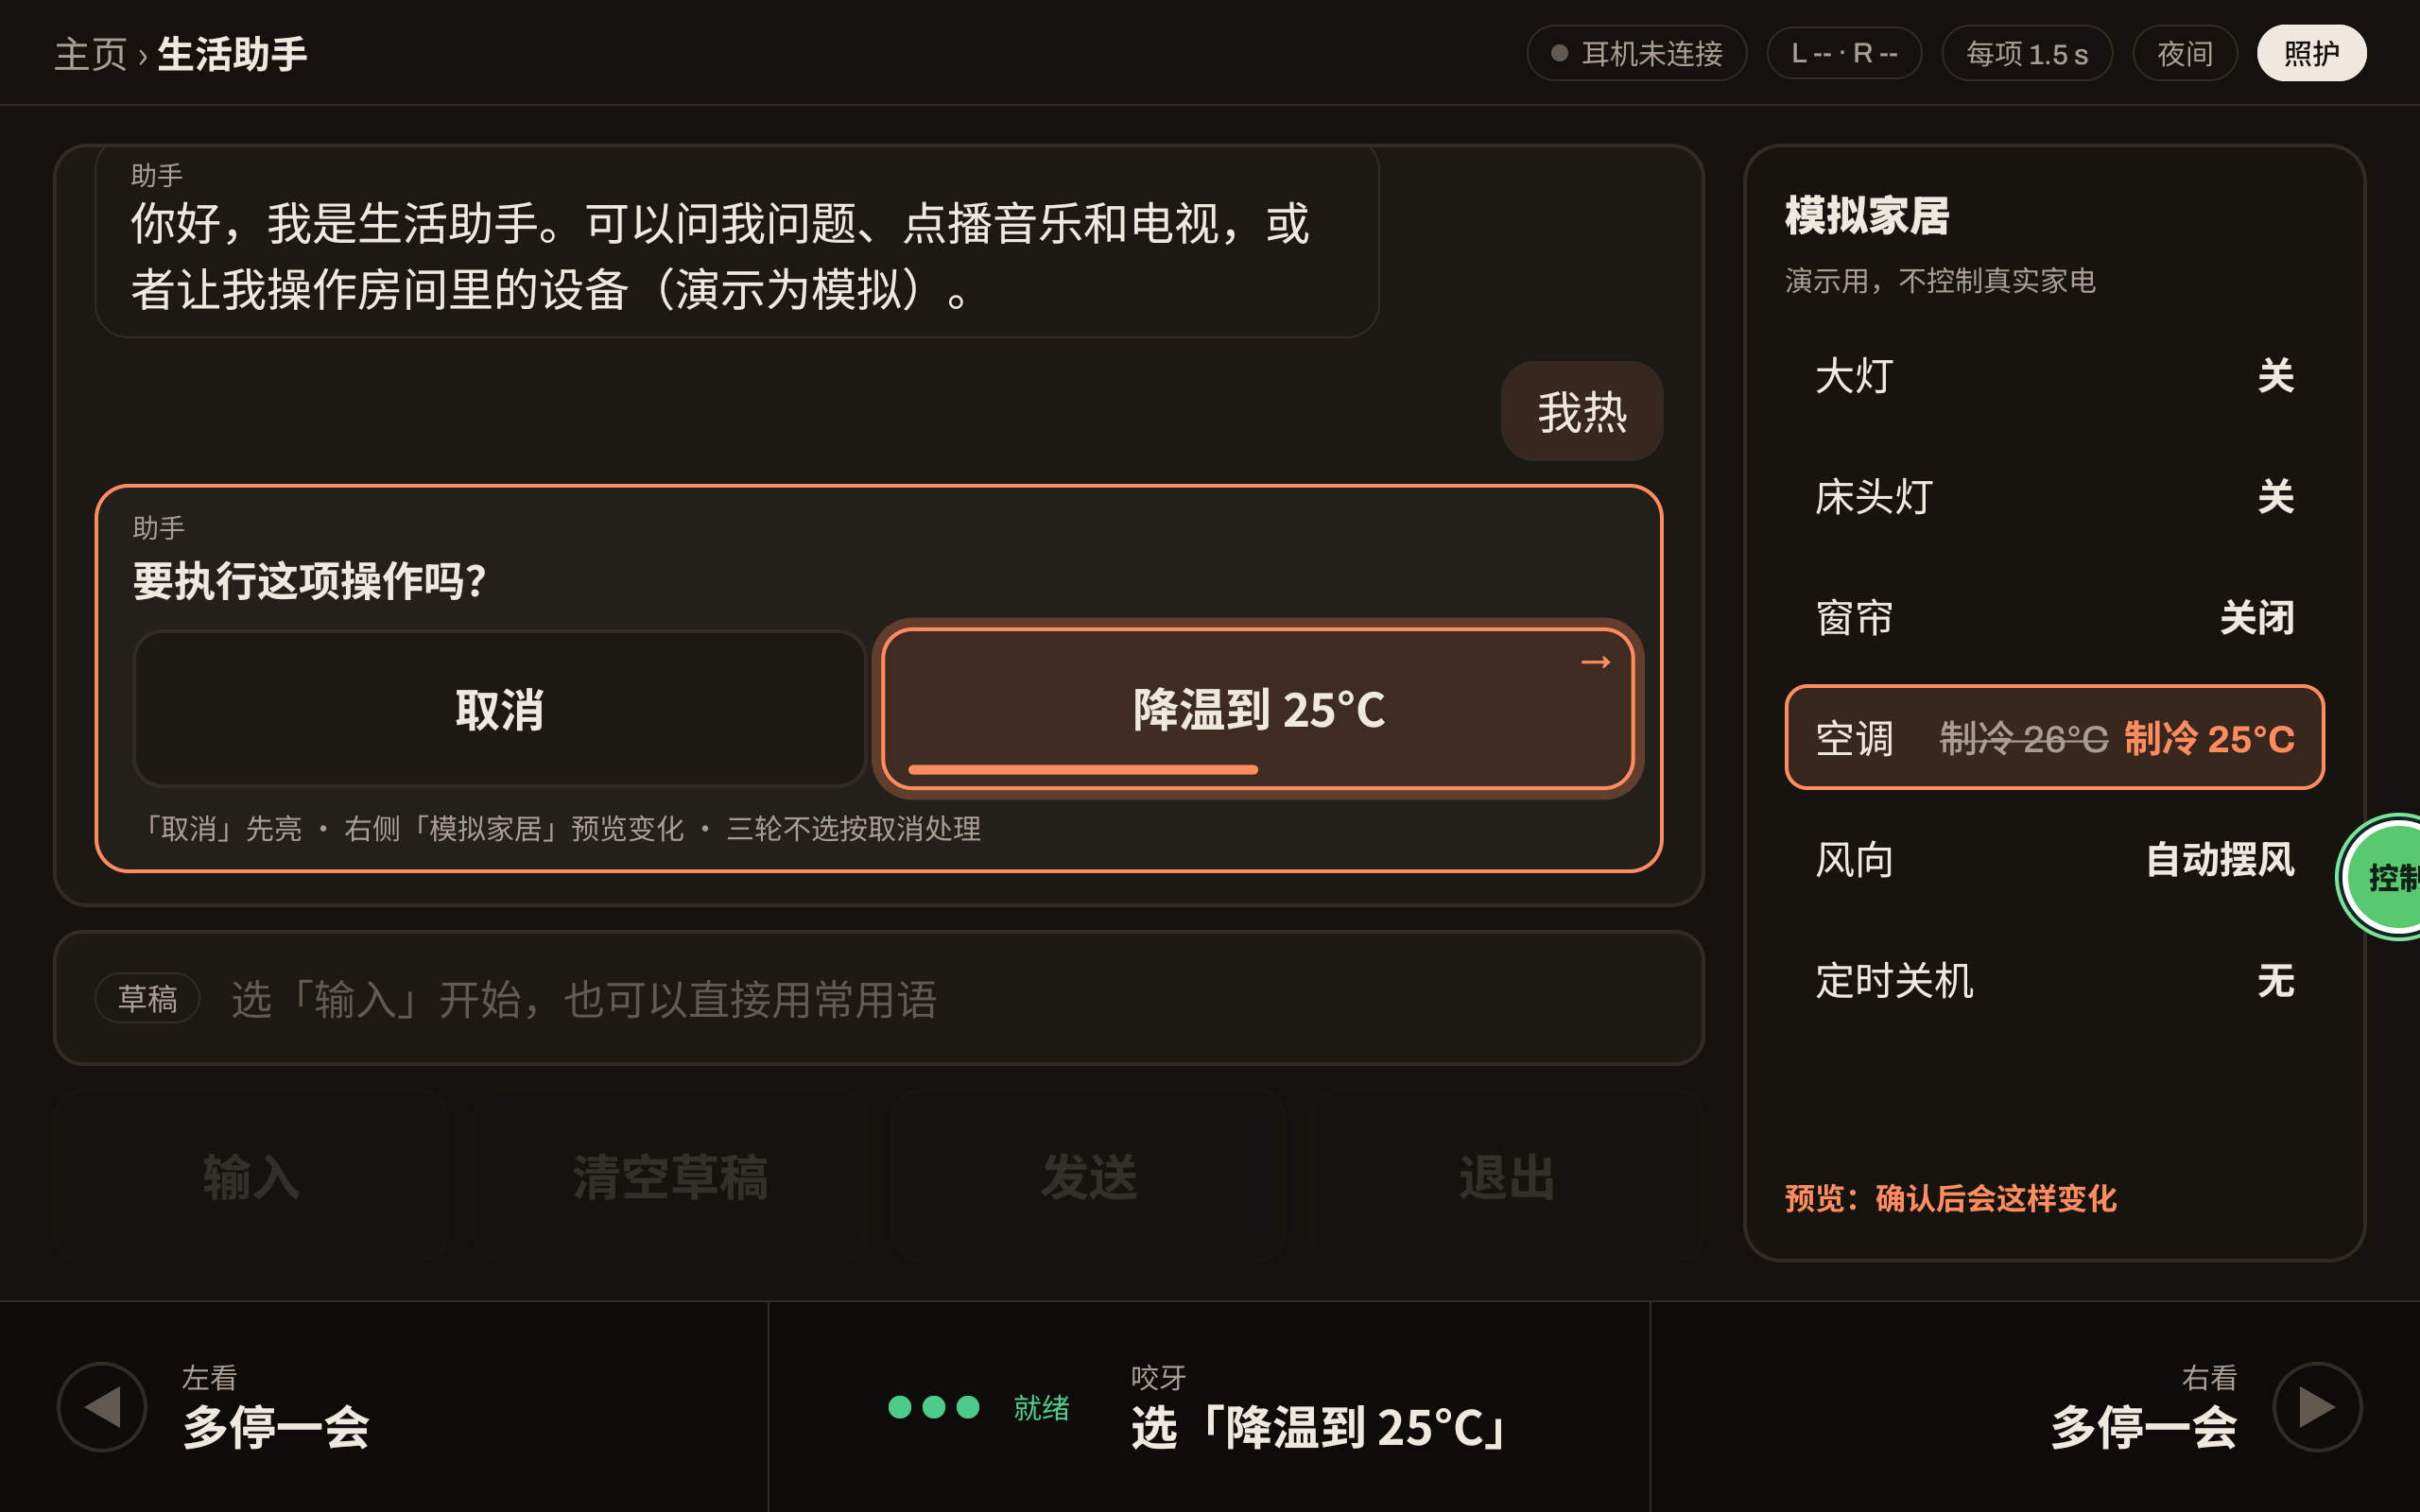 主页 › 生活助手
耳机未连接
L -- · R --
每项 1.5 s
夜间
照护
助手
你好，我是生活助手。可以问我问题、点播音乐和电视，或
者让我操作房间里的设备（演示为模拟）。
我热
助手
要执行这项操作吗？
取消
降温到 25°C
→
「取消」先亮 · 右侧「模拟家居」预览变化 · 三轮不选按取消处理
草稿
选「输入」开始，也可以直接用常用语
输入
清空草稿
发送
退出
模拟家居
演示用，不控制真实家电
大灯 关
床头灯 关
窗帘 关闭
空调 制冷 26°C 制冷 25°C
风向 自动摆风
定时关机 无
预览：确认后会这样变化
控制
左看
多停一会
就绪
咬牙
选「降温到 25°C」
右看
多停一会